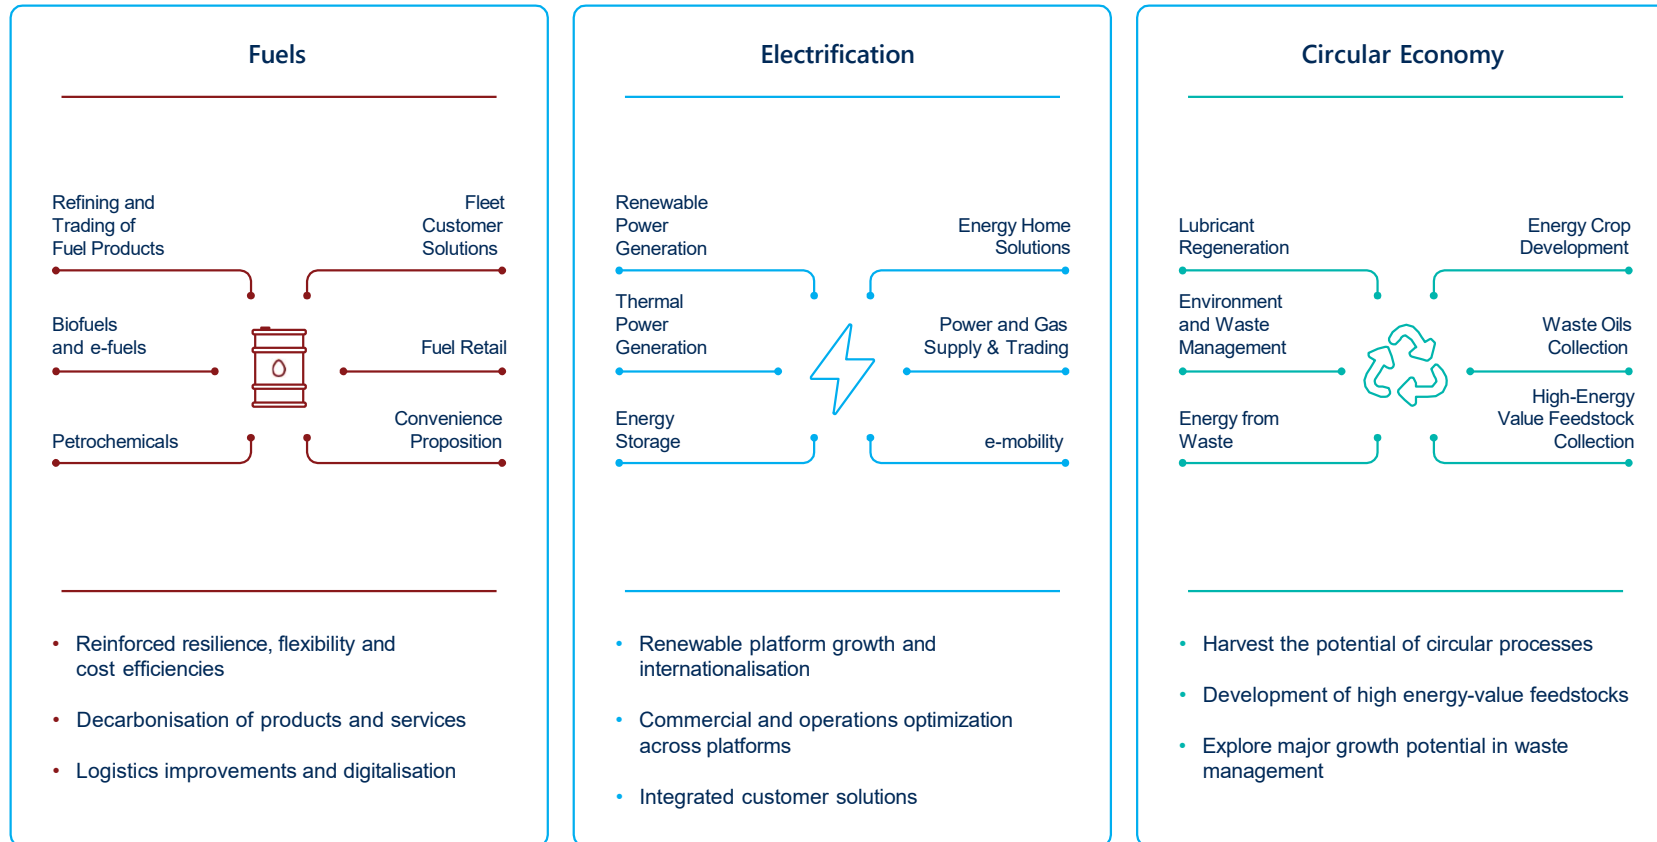 Fuels
Refining and
Trading of
Fuel Products
Fleet
Customer
Solutions
Biofuels
and e-fuels
Fuel Retail
Petrochemicals
Convenience
Proposition
• Reinforced resilience, flexibility and
cost efficiencies
• Decarbonisation of products and services
• Logistics improvements and digitalisation
Electrification
Renewable
Power
Generation
Energy Home
Solutions
Thermal
Power
Generation
Power and Gas
Supply & Trading
Energy
Storage
e-mobility
• Renewable platform growth and
internationalisation
• Commercial and operations optimization
across platforms
• Integrated customer solutions
Circular Economy
Lubricant
Regeneration
Energy Crop
Development
Environment
and Waste
Management
Waste Oils
Collection
Energy from
Waste
High-Energy
Value Feedstock
Collection
• Harvest the potential of circular processes
• Development of high energy-value feedstocks
• Explore major growth potential in waste
management